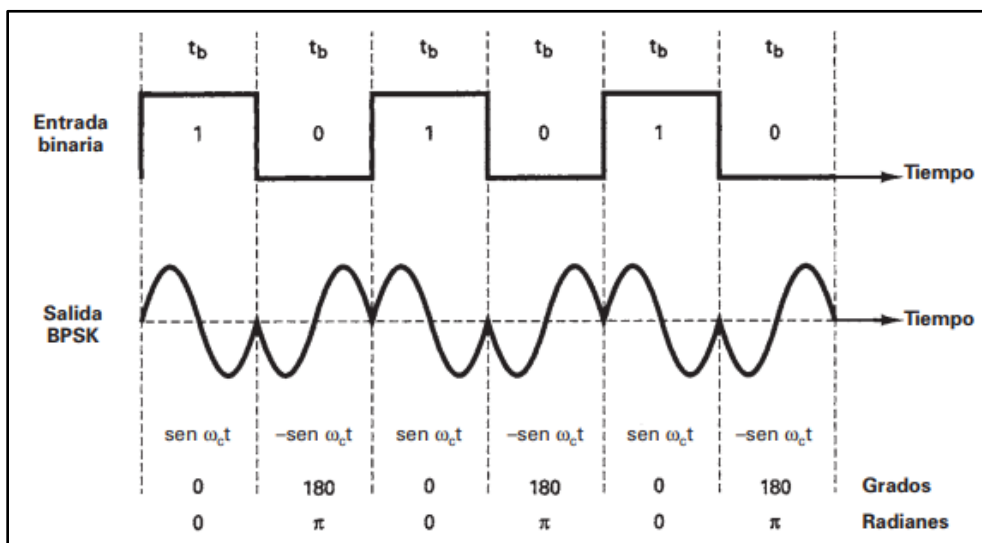 t_b t_b t_b t_b t_b t_b
Entrada
binaria
1 0 1 0 1 0
Tiempo
Salida
BPSK
Tiempo
sen ω_ct –sen ω_ct sen ω_ct –sen ω_ct sen ω_ct –sen ω_ct
0 180 0 180 0 180 Grados
0 π 0 π 0 π Radianes